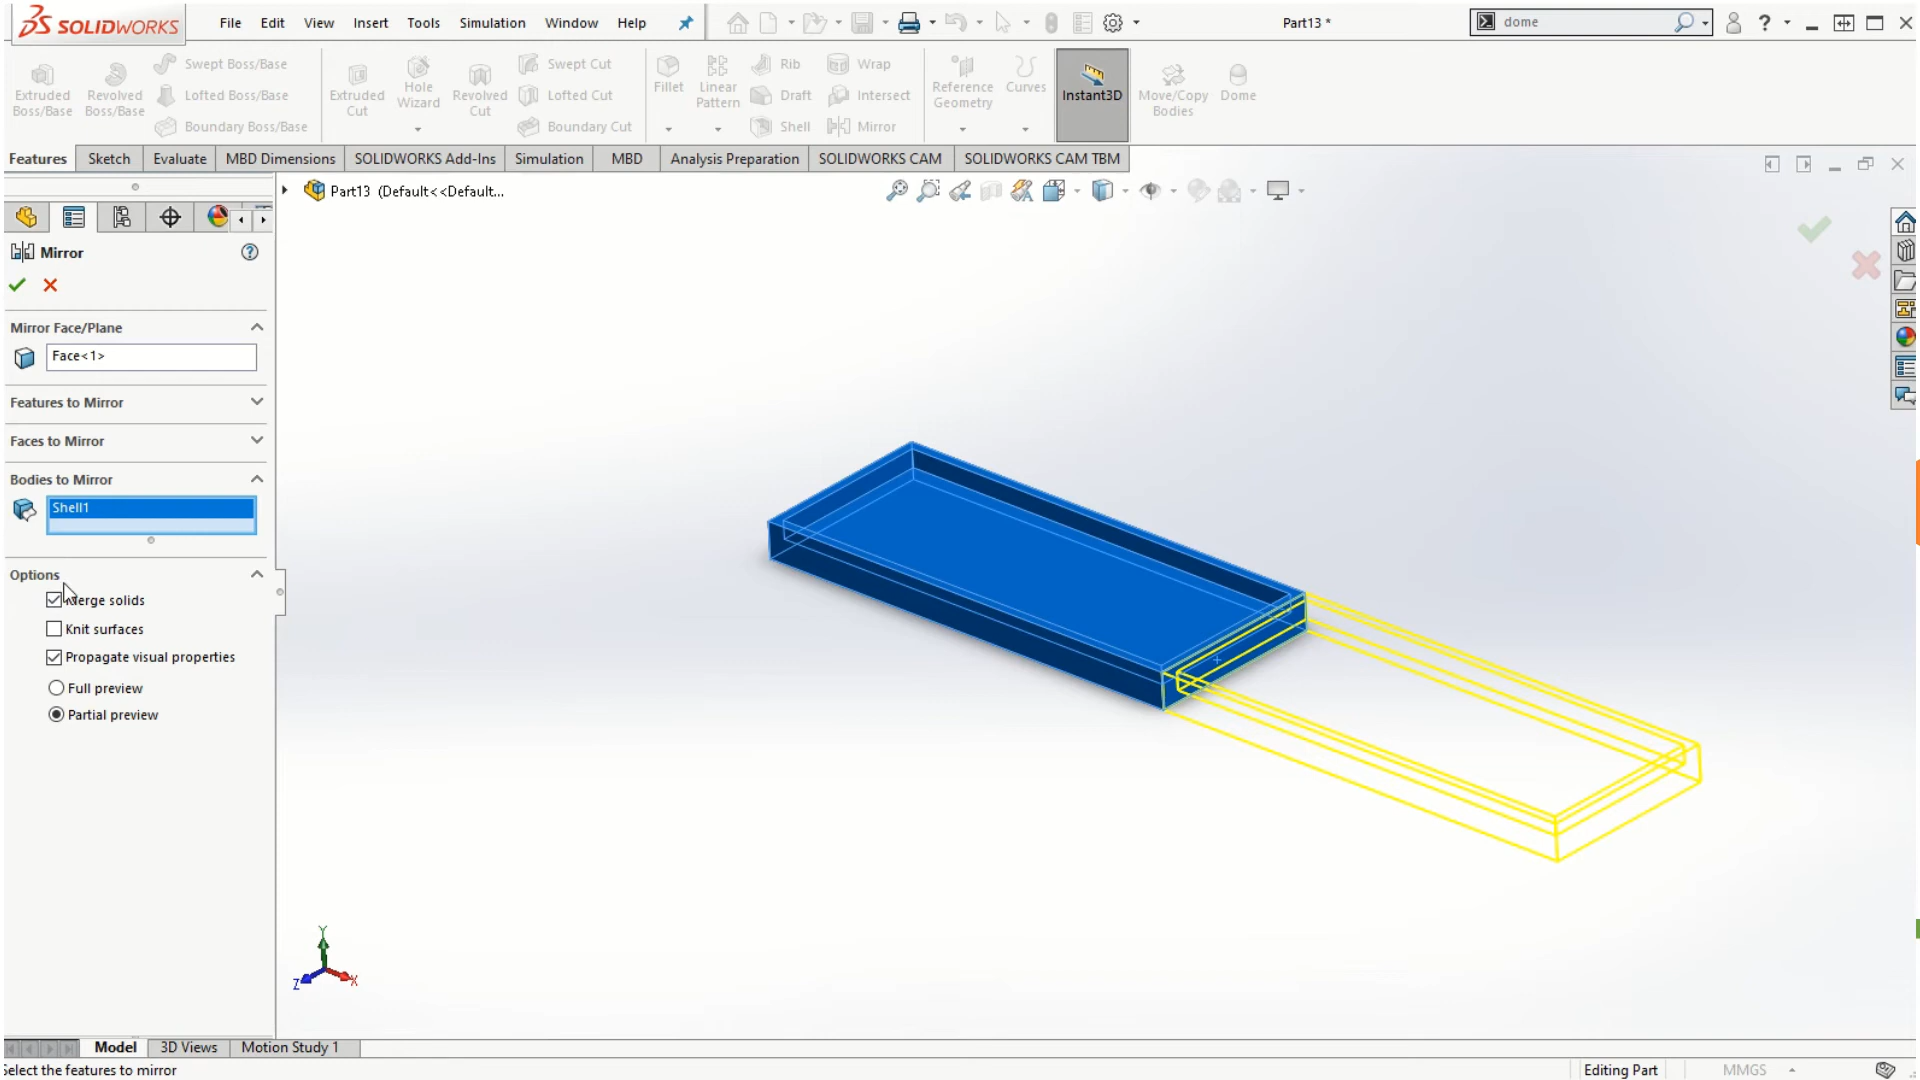 SOLIDWORKS
File Edit View Insert Tools Simulation Window Help
Part13 *
dome
Extruded Boss/Base
Revolved Boss/Base
Swept Boss/Base
Lofted Boss/Base
Boundary Boss/Base
Extruded Cut
Hole Wizard
Revolved Cut
Swept Cut
Lofted Cut
Boundary Cut
Fillet
Linear Pattern
Rib
Draft
Shell
Wrap
Intersect
Mirror
Reference Geometry
Curves
Instant3D
Move/Copy Bodies
Dome
Features Sketch Evaluate MBD Dimensions SOLIDWORKS Add-Ins Simulation MBD Analysis Preparation SOLIDWORKS CAM SOLIDWORKS CAM TBM
Part13 (Default<<Default...
Mirror
Mirror Face/Plane
Face<1>
Features to Mirror
Faces to Mirror
Bodies to Mirror
Shell1
Options
Merge solids
Knit surfaces
Propagate visual properties
Full preview
Partial preview
Y
Z X
Model 3D Views Motion Study 1
Select the features to mirror
Editing Part MMGS